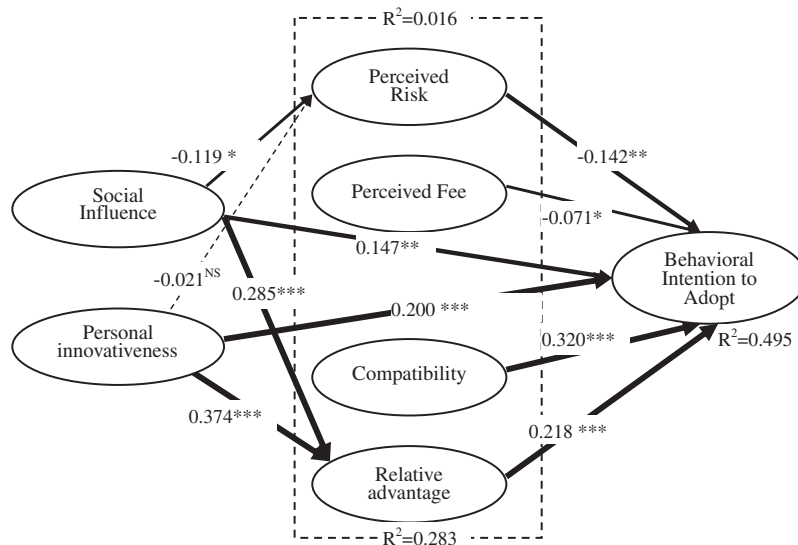 R²=0.016
Perceived
Risk
-0.119 *
-0.142**
Social
Influence
Perceived Fee
-0.071*
0.147**
Behavioral
Intention to
Adopt
-0.021ᴺˢ
0.285***
0.200 ***
Personal
innovativeness
0.320***
R²=0.495
Compatibility
0.374***
0.218 ***
Relative
advantage
R²=0.283